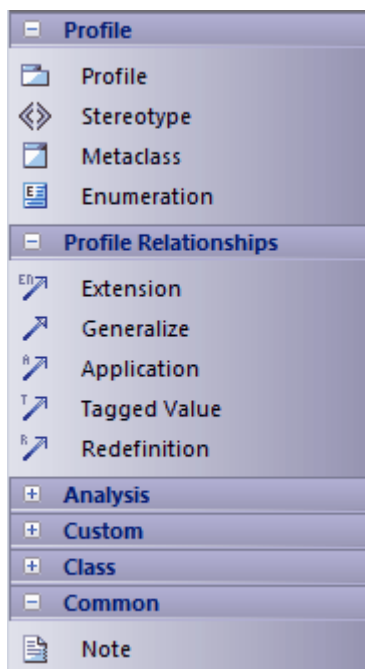 Profile
Profile
Stereotype
Metaclass
Enumeration
Profile Relationships
Extension
Generalize
Application
Tagged Value
Redefinition
Analysis
Custom
Class
Common
Note